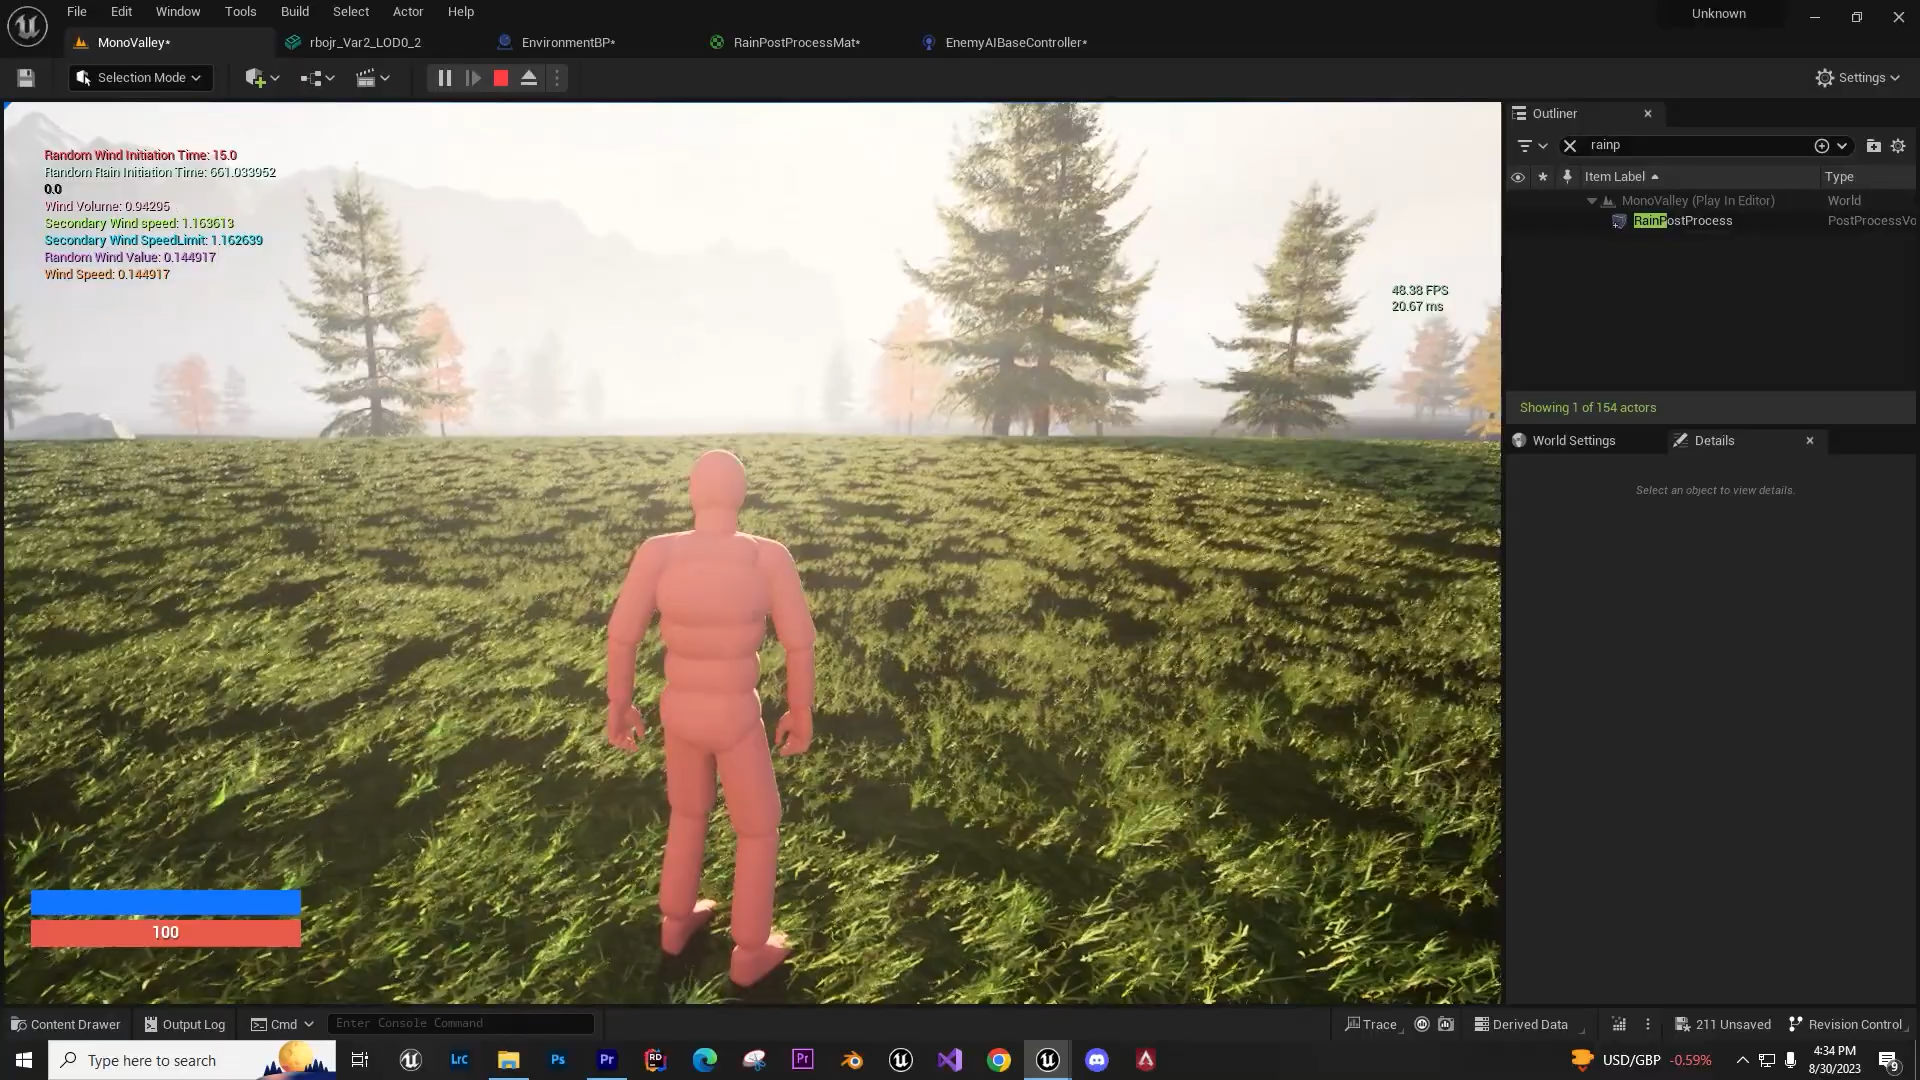 File Edit Window Tools Build Select Actor Help
Unknown
MonoValley*
rbojr_Var2_LOD0_2
EnvironmentBP*
RainPostProcessMat*
EnemyAIBaseController*
Selection Mode
Settings
Random Wind Initiation Time: 15.0
Random Rain Initiation Time: 661.033952
0.0
Wind Volume: 0.94295
Secondary Wind speed: 1.163613
Secondary Wind SpeedLimit: 1.162639
Random Wind Value: 0.144917
Wind Speed: 0.144917
48.38 FPS
20.67 ms
100
Outliner
rainp
Item Label Type
MonoValley (Play In Editor) World
RainPostProcess PostProcessVo
Showing 1 of 154 actors
World Settings
Details
Select an object to view details.
Content Drawer
Output Log
Cmd
Enter Console Command
Trace
Derived Data
211 Unsaved
Revision Control
Type here to search
Lrc
Ps
Pr
RD
Pr
USD/GBP -0.59%
4:34 PM
8/30/2023
9